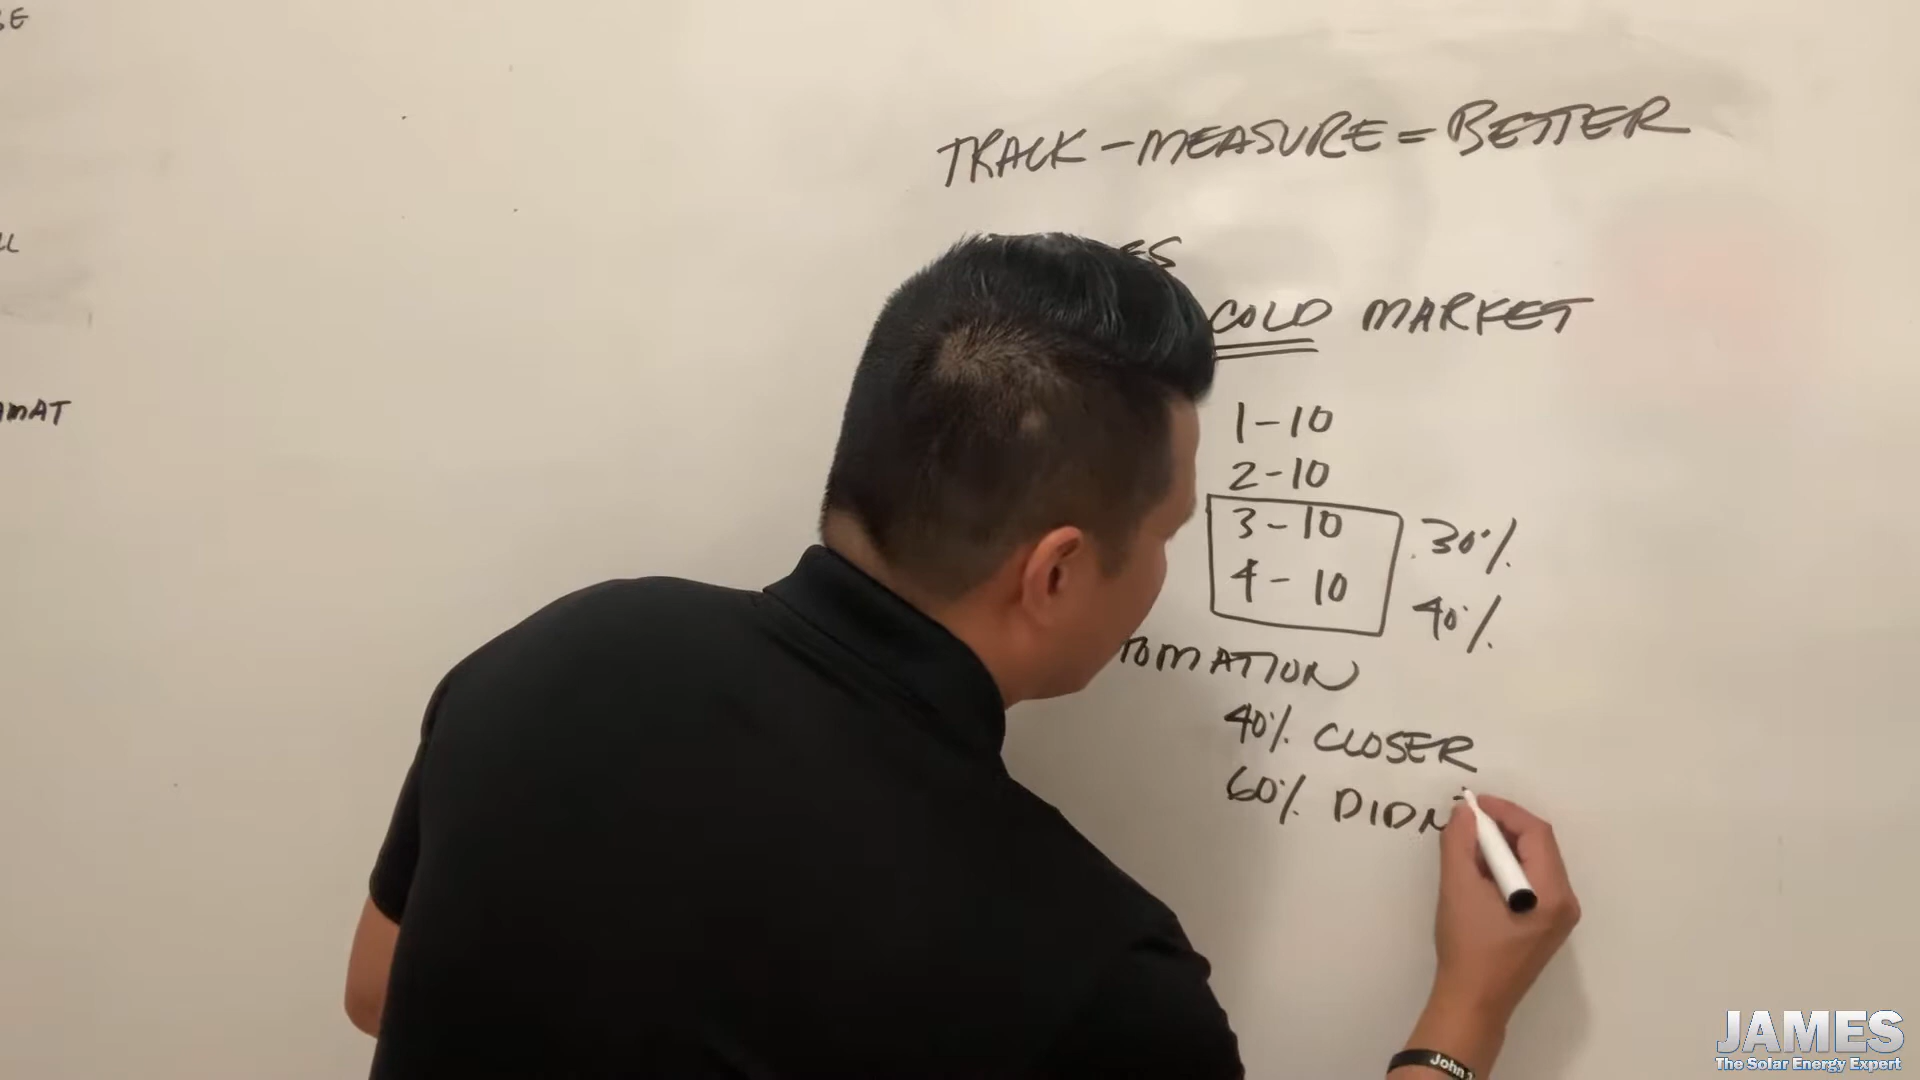 TRACK - MEASURE = BETTER
COLD MARKET
1 - 10
2 - 10
3 - 10 30%
4 - 10 40%
40% CLOSER
60% DIDN
John
JAMES
The Solar Energy Expert